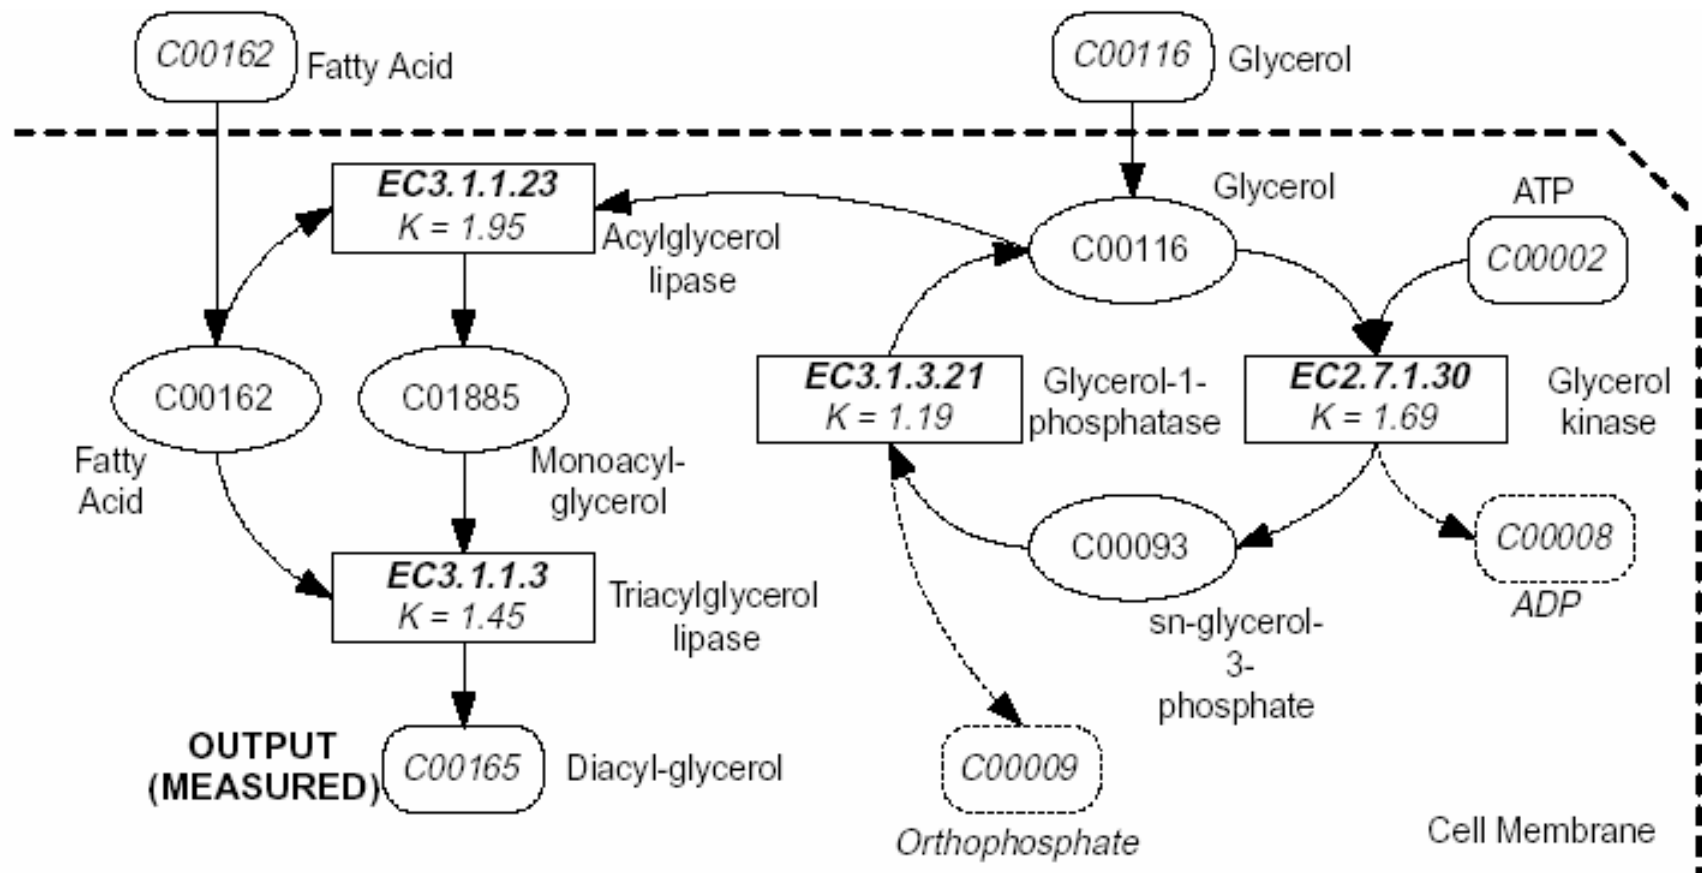 C00162
Fatty Acid
C00116
Glycerol
EC3.1.1.23
K = 1.95
Acylglycerol
lipase
Glycerol
C00116
ATP
C00002
C00162
Fatty
Acid
C01885
Monoacyl-
glycerol
EC3.1.3.21
K = 1.19
Glycerol-1-
phosphatase
EC2.7.1.30
K = 1.69
Glycerol
kinase
C00093
sn-glycerol-
3-
phosphate
C00008
ADP
EC3.1.1.3
K = 1.45
Triacylglycerol
lipase
OUTPUT
(MEASURED)
C00165
Diacyl-glycerol
C00009
Orthophosphate
Cell Membrane